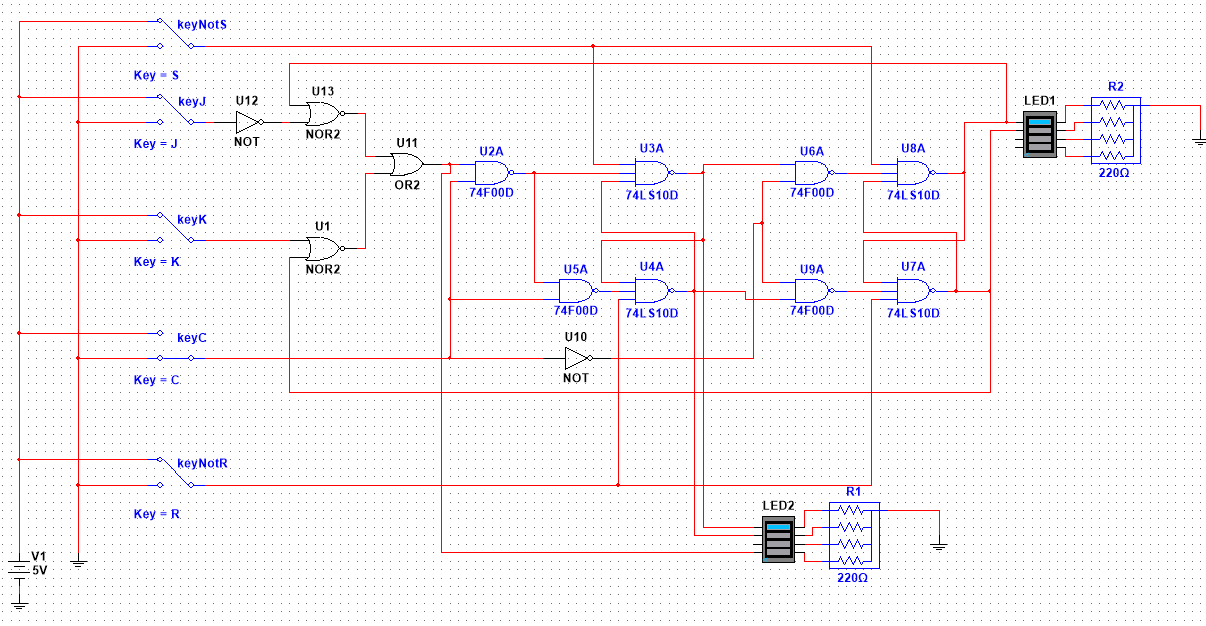 keyNotS
Key = S
keyJ
Key = J
U12
NOT
U13
NOR2
U11
OR2
keyK
Key = K
U1
NOR2
U2A
74F00D
U3A
74LS10D
U6A
74F00D
U8A
74LS10D
LED1
R2
220Ω
U5A
74F00D
U4A
74LS10D
U9A
74F00D
U7A
74LS10D
keyC
Key = C
U10
NOT
keyNotR
Key = R
LED2
R1
220Ω
V1
5V